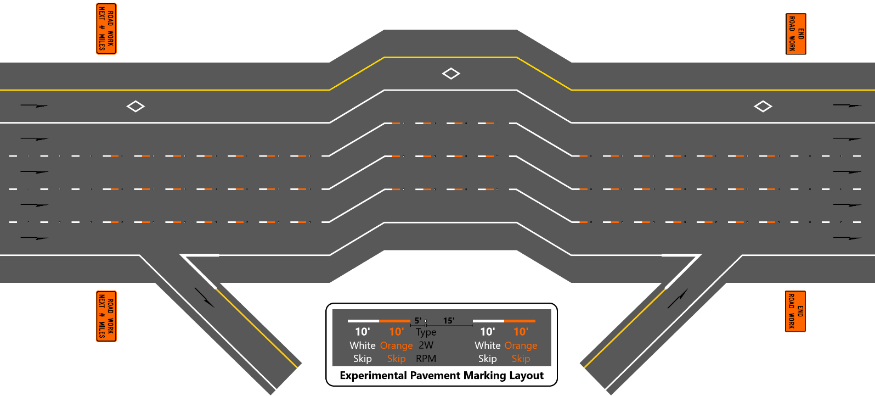 ROAD WORK
NEXT # MILES
END
ROAD WORK
ROAD WORK
NEXT # MILES
END
ROAD WORK
5' 15'
10' 10' Type 10' 10'
White Orange 2W White Orange
Skip Skip RPM Skip Skip
Experimental Pavement Marking Layout